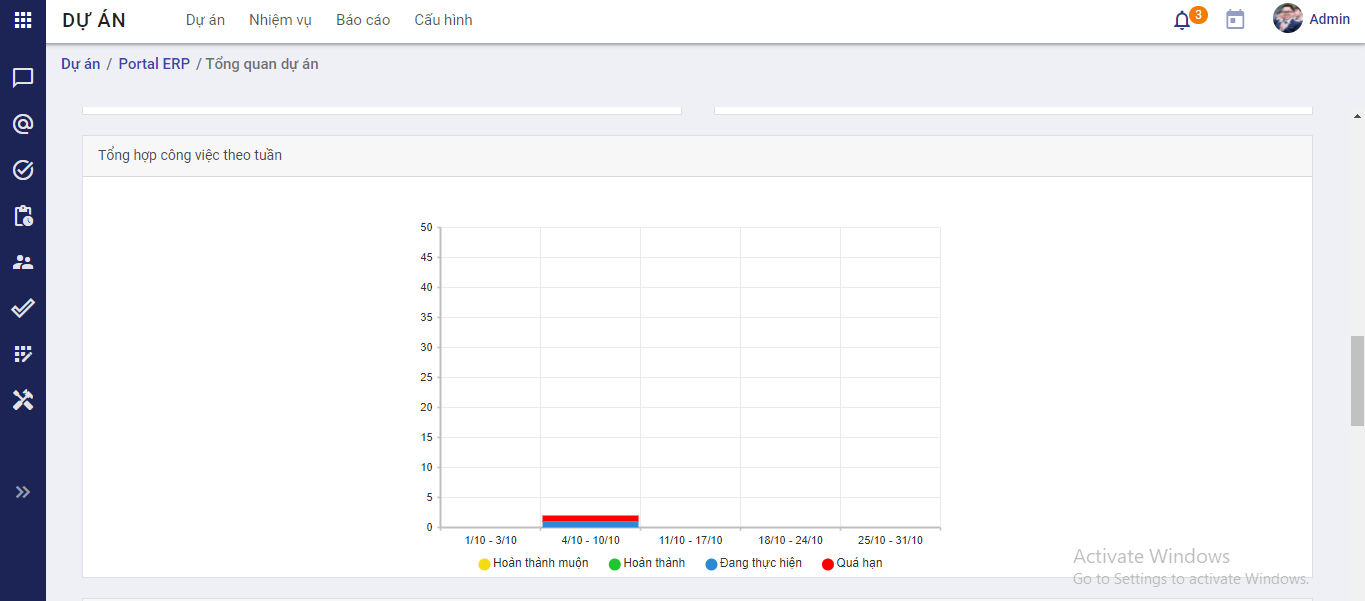 DỰ ÁN Dự án Nhiệm vụ Báo cáo Cấu hình 3 Admin
Dự án / Portal ERP / Tổng quan dự án
Tổng hợp công việc theo tuần
50
45
40
35
30
25
20
15
10
5
0
1/10 - 3/10 4/10 - 10/10 11/10 - 17/10 18/10 - 24/10 25/10 - 31/10
Hoàn thành muộn Hoàn thành Đang thực hiện Quá hạn
Activate Windows
Go to Settings to activate Windows.